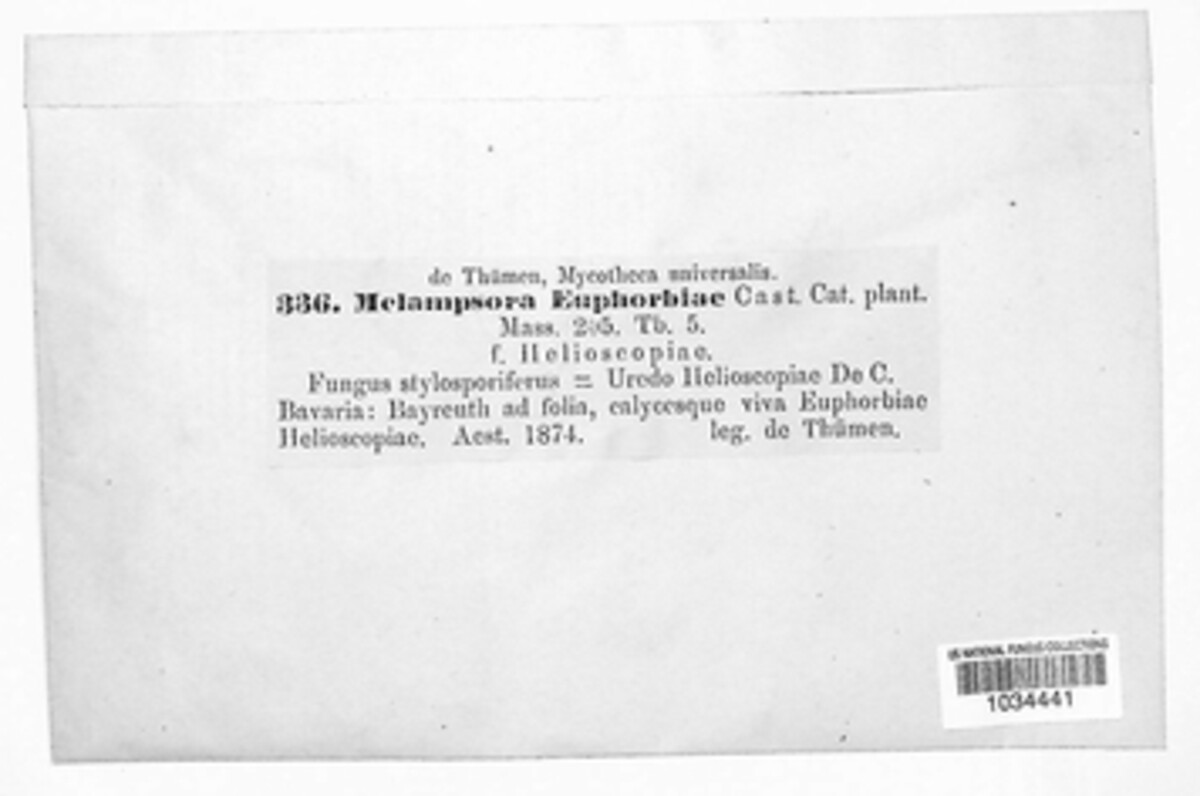 de Thümen, Mycotheca universalis.
336. Melampsora Euphorbiae Cast. Cat. plant.
Mass. Tb. 5.
f. Helioscopiae.
Fungus stylosporiferus = Uredo Helioscopiae De C.
Bavaria: Bayreuth ad folia, calycesque viva Euphorbiae
Helioscopiae. Aest. 1874. leg. de Thümen.
US NATIONAL FUNGUS COLLECTIONS
1034441